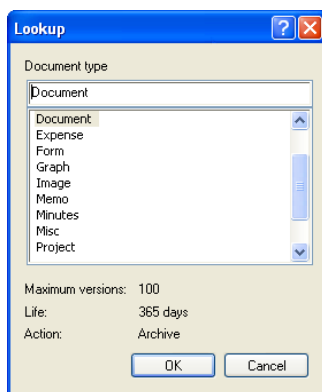 Lookup
Document type
Document
Document
Expense
Form
Graph
Image
Memo
Minutes
Misc
Project
Maximum versions: 100
Life: 365 days
Action: Archive
OK Cancel